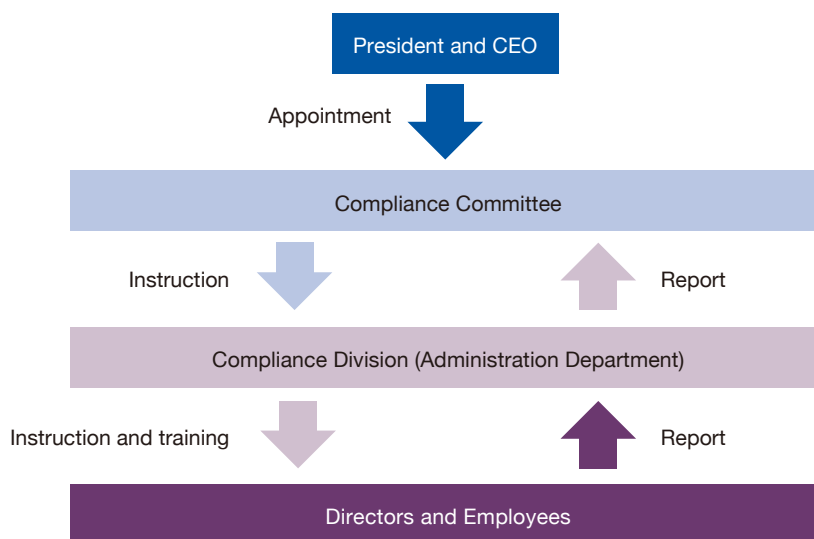 President and CEO
Appointment
Compliance Committee
Instruction
Report
Compliance Division (Administration Department)
Instruction and training
Report
Directors and Employees